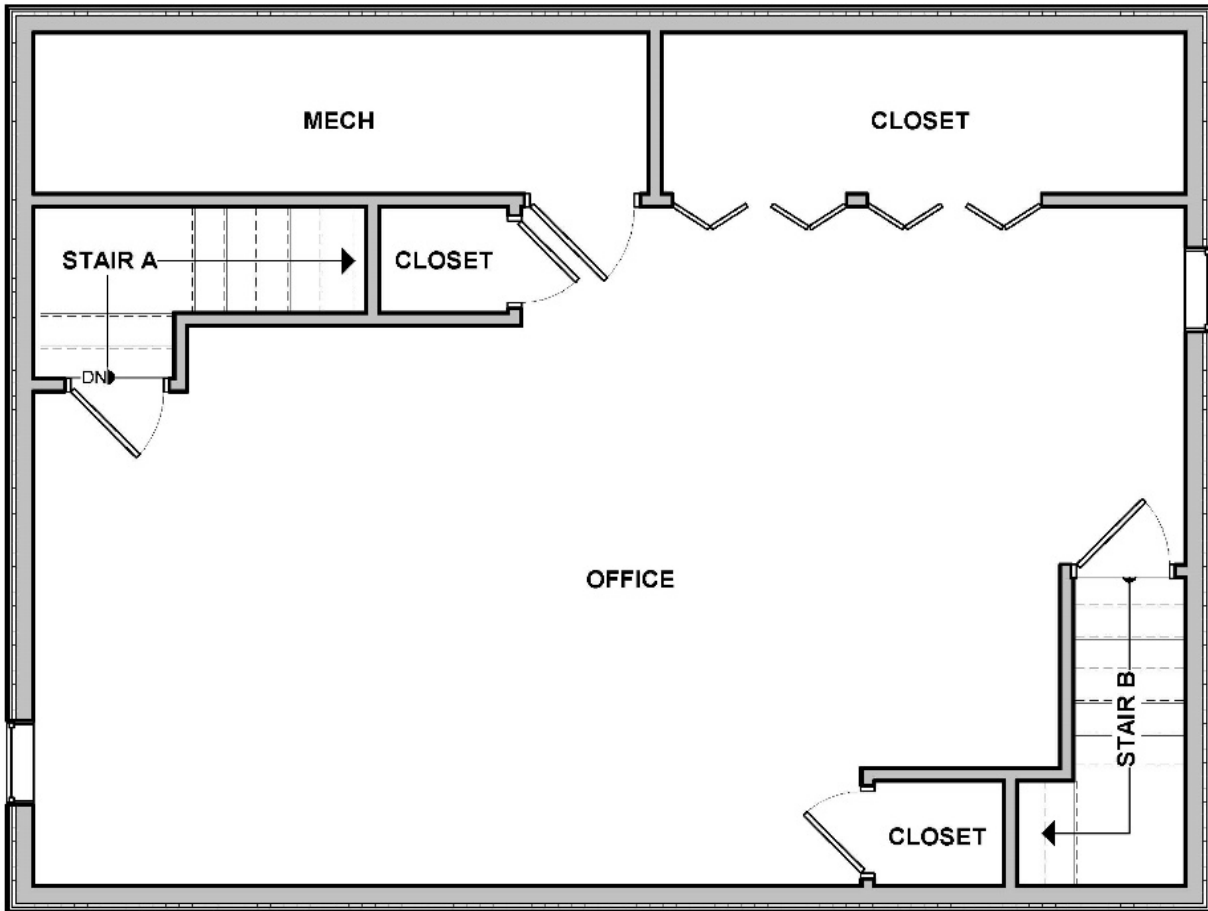 MECH
CLOSET
STAIR A
CLOSET
DN
OFFICE
STAIR B
CLOSET